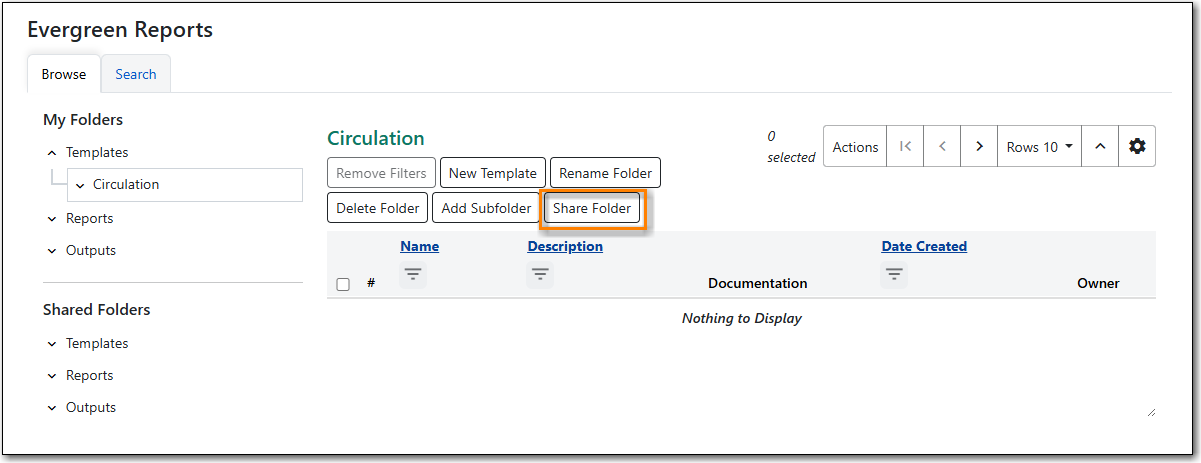 Evergreen Reports
Browse
Search
My Folders
Templates
Circulation
Reports
Outputs
Shared Folders
Templates
Reports
Outputs
Circulation
0
selected
Actions
Rows 10
Remove Filters
New Template
Rename Folder
Delete Folder
Add Subfolder
Share Folder
# Name Description Documentation Date Created Owner
Nothing to Display